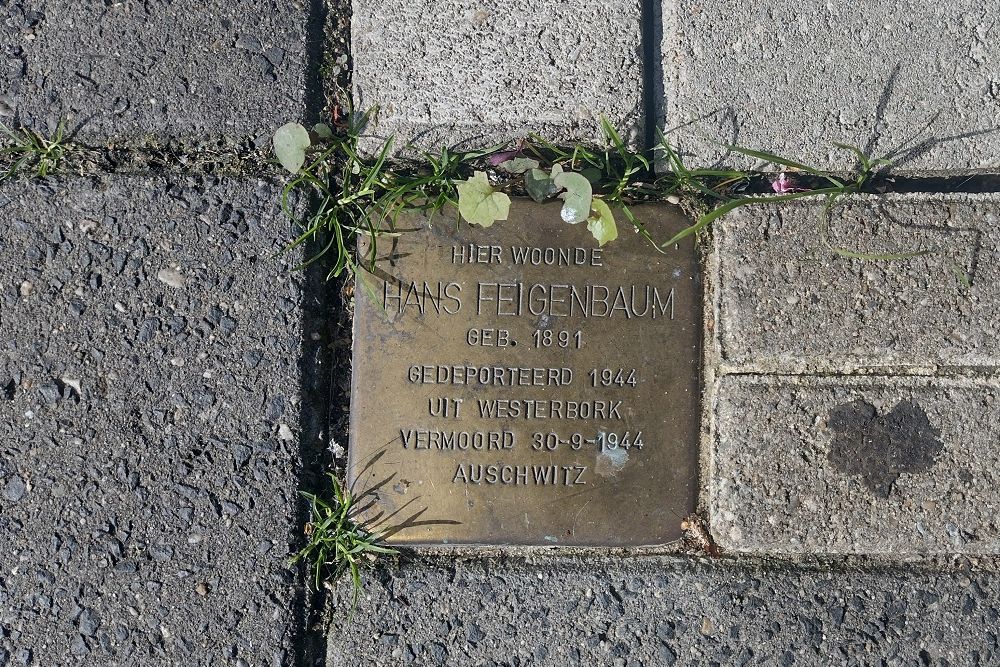 HIER WOONDE
HANS FEIGENBAUM
GEB. 1891
GEDEPORTEERD 1944
UIT WESTERBORK
VERMOORD 30-9-1944
AUSCHWITZ